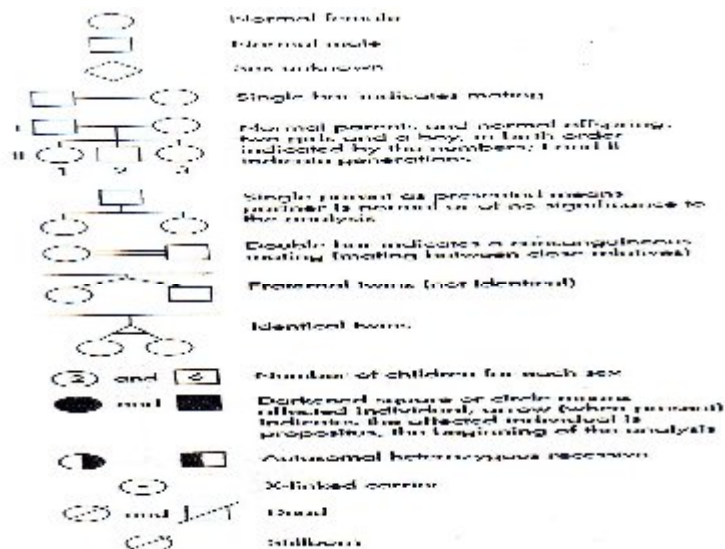 Normal female
Normal male
Sex unknown
Single bar indicates mating
I
Normal parents and normal offspring,
two girls and a boy, in birth order
indicated by the numbers; I and II
indicate generations
II
1 2 3
Single parent as presented means
partner is normal or of no significance to
the analysis
Double bar indicates a consanguineous
mating (mating between close relatives)
Fraternal twins (not identical)
Identical twins
and 6 Number of children for each sex
and Darkened square or circle means
affected individual; arrow (when present)
indicates the affected individual is
propositus, the beginning of the analysis
Autosomal heterozygous recessive
X-linked carrier
and Dead
Stillborn